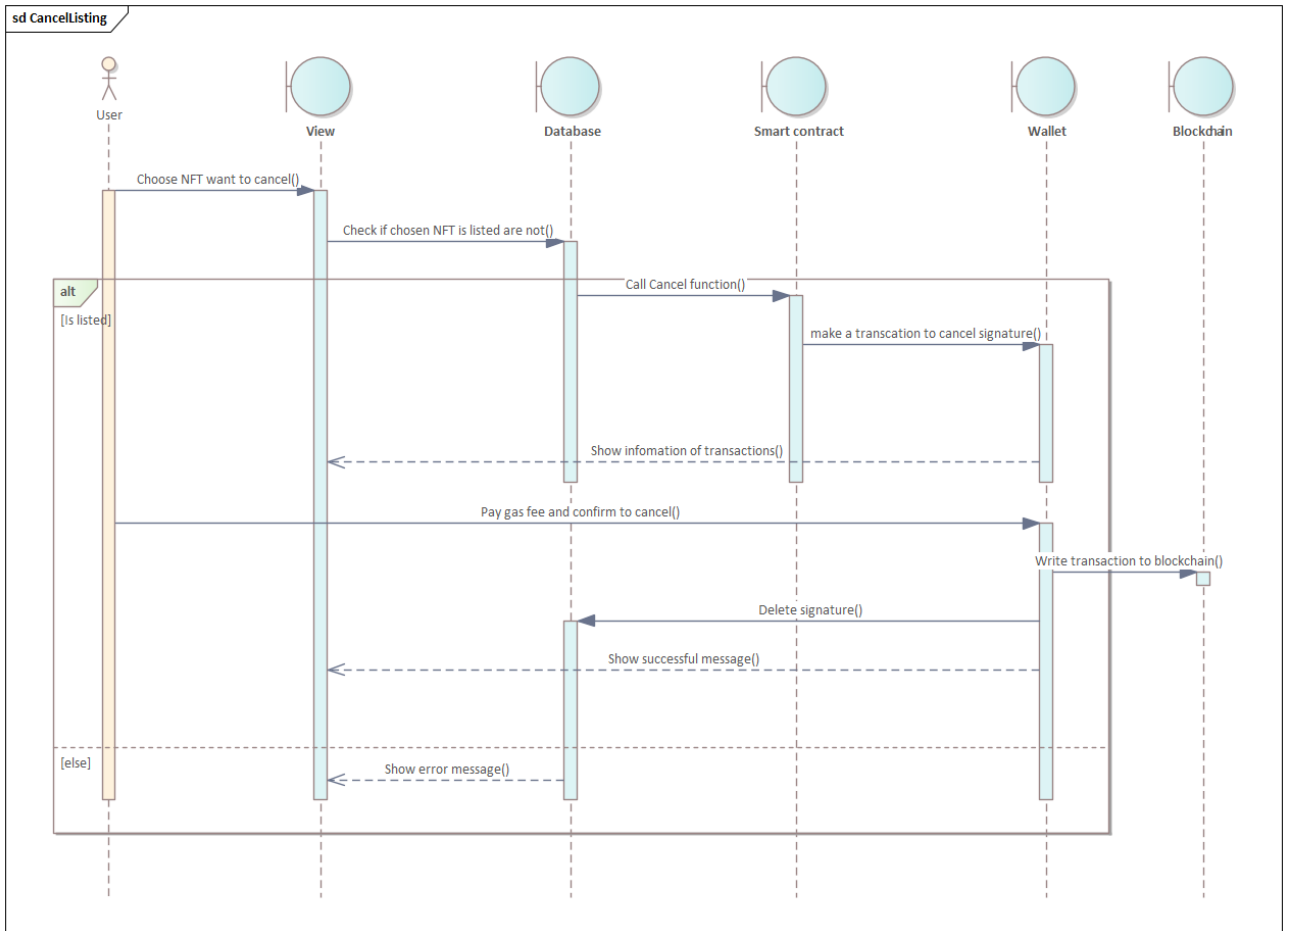 sd CancelListing
User
View
Database
Smart contract
Wallet
Blockchain
Choose NFT want to cancel()
Check if chosen NFT is listed are not()
alt
Call Cancel function()
[Is listed]
make a transcation to cancel signature()
Show infomation of transactions()
Pay gas fee and confirm to cancel()
Write transaction to blockchain()
Delete signature()
Show successful message()
[else]
Show error message()